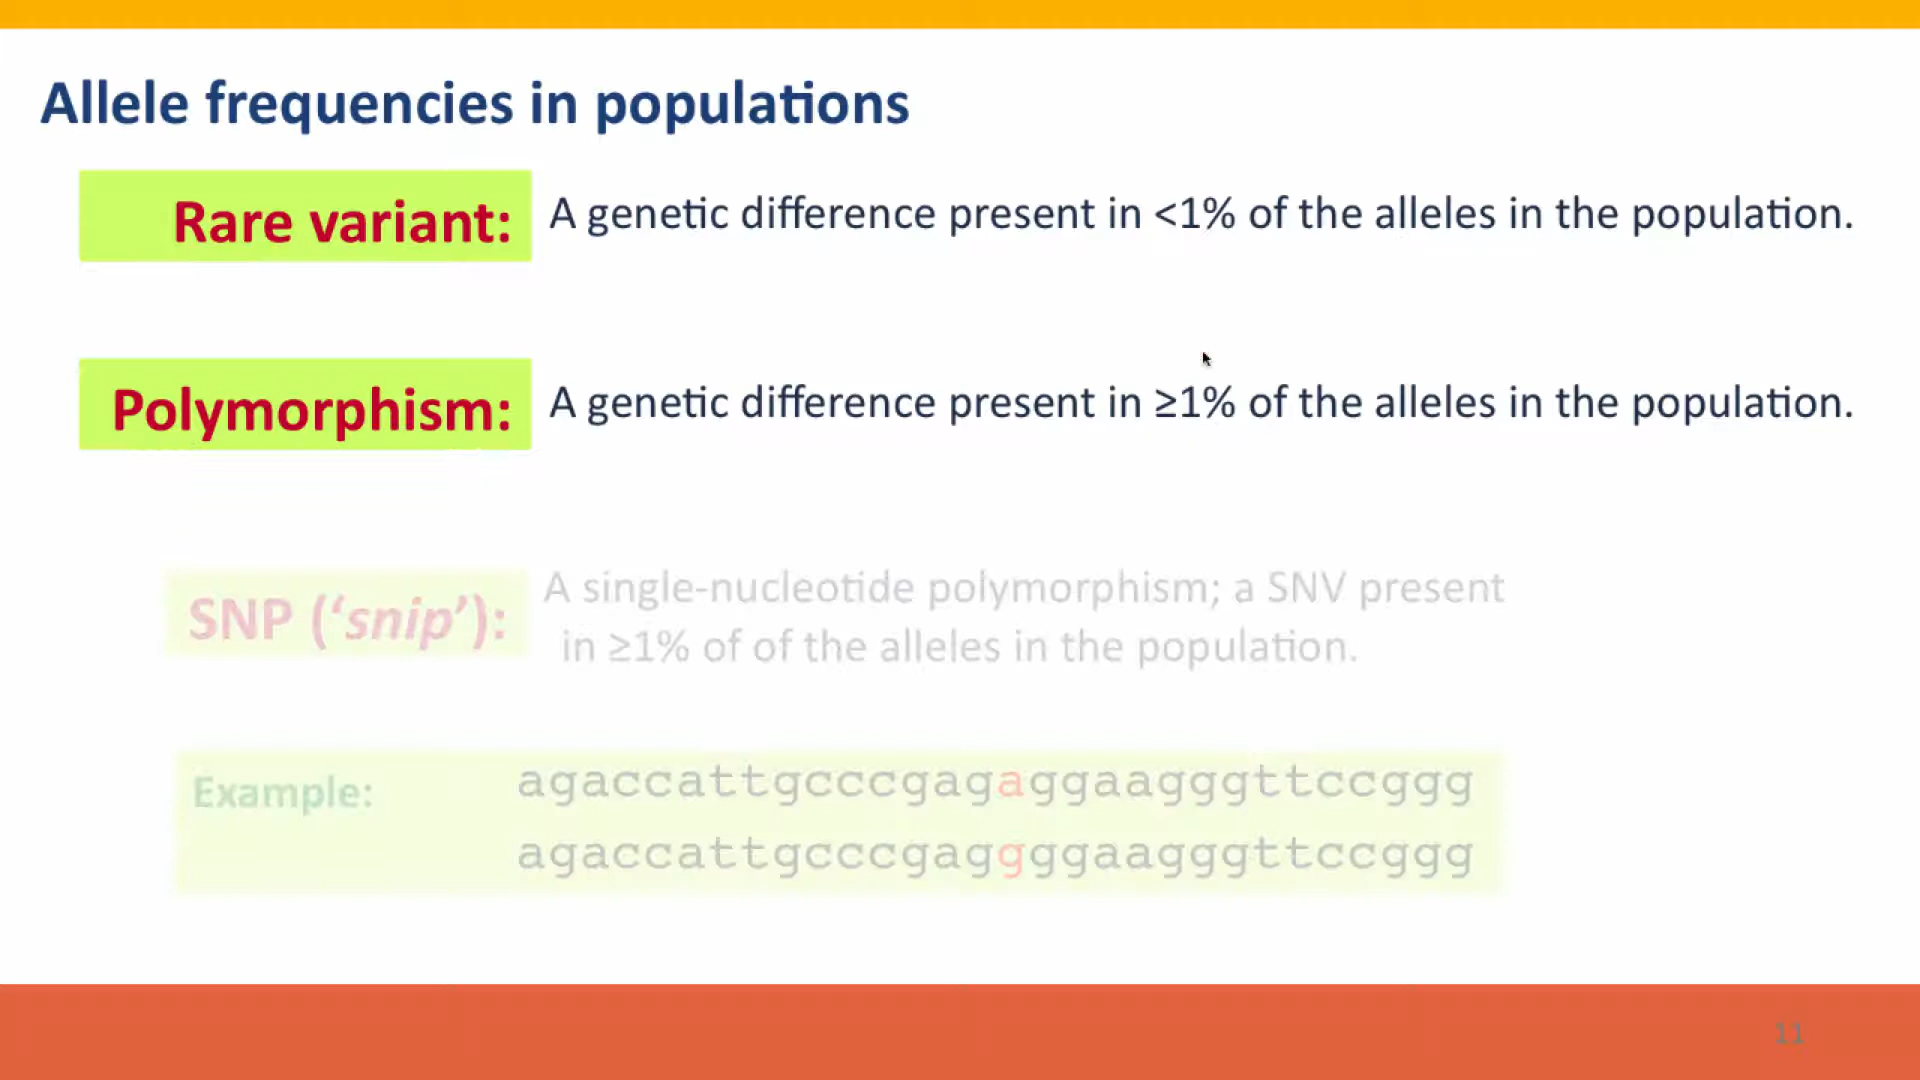 Allele frequencies in populations
Rare variant: A genetic difference present in <1% of the alleles in the population.
Polymorphism: A genetic difference present in ≥1% of the alleles in the population.
SNP (‘snip’): A single-nucleotide polymorphism; a SNV present
in ≥1% of of the alleles in the population.
Example: agaccattgcccgagaggaagggttccggg
agaccattgcccgaggggaagggttccggg
11